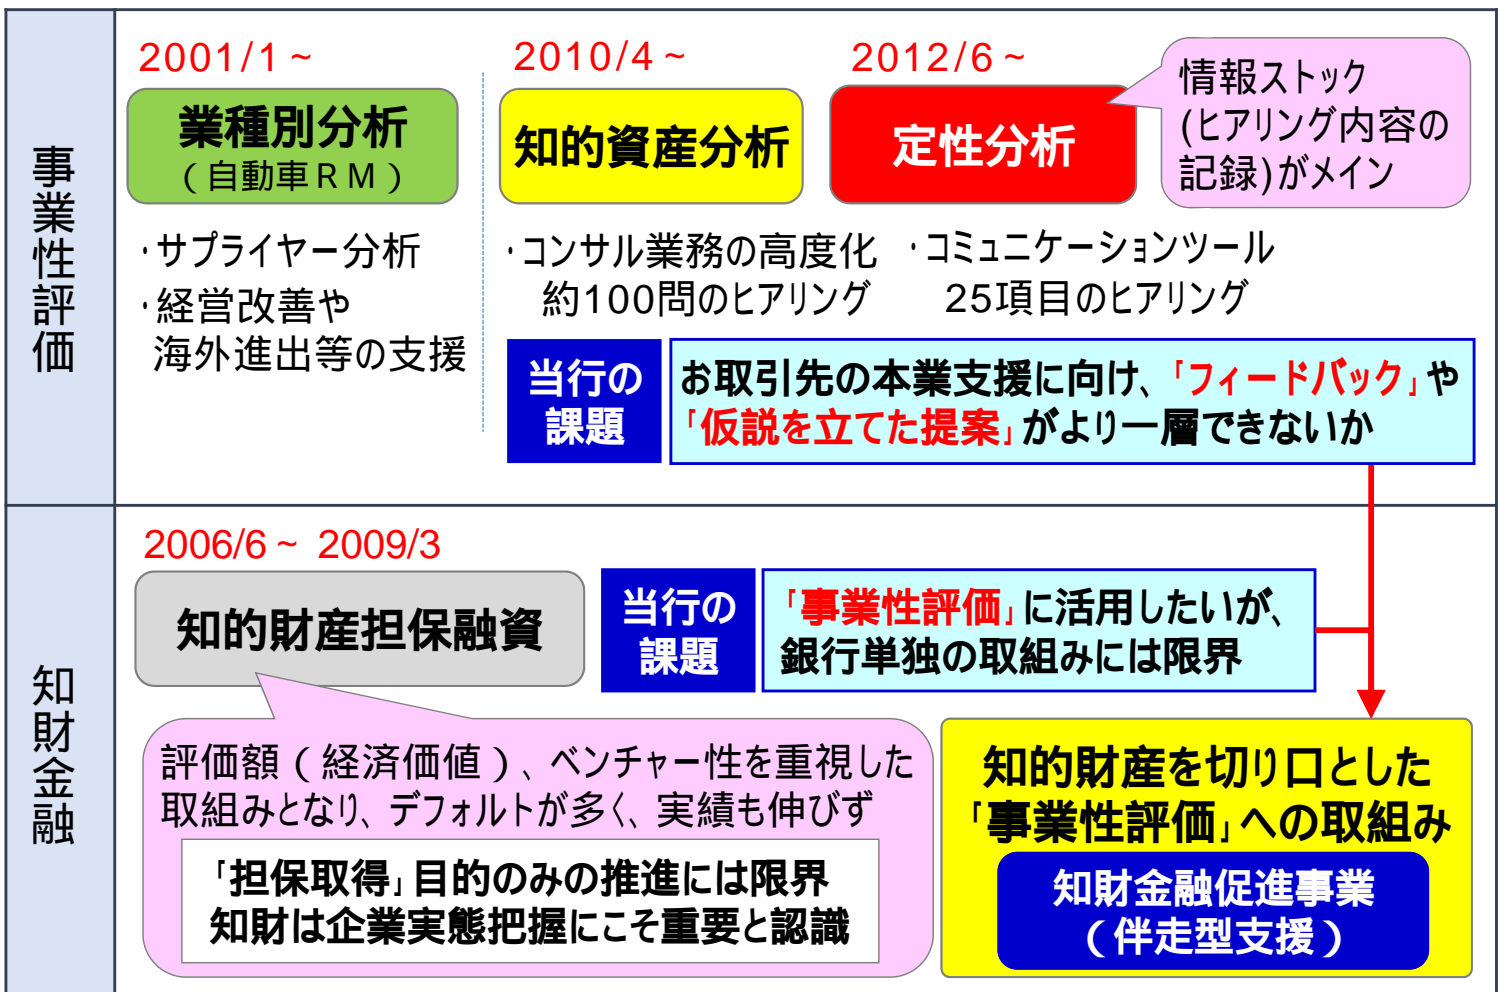 事業性評価
2001/1~
業種別分析
(自動車RM)
・サプライヤー分析
・経営改善や
海外進出等の支援
2010/4~
知的資産分析
・コンサル業務の高度化
約100問のヒアリング
2012/6~
定性分析
・コミュニケーションツール
25項目のヒアリング
情報ストック
(ヒアリング内容の
記録)がメイン
当行の
課題
お取引先の本業支援に向け、「フィードバック」や
「仮説を立てた提案」がより一層できないか
知財金融
2006/6~ 2009/3
知的財産担保融資
当行の
課題
「事業性評価」に活用したいが、
銀行単独の取組みには限界
評価額(経済価値)、ベンチャー性を重視した
取組みとなり、デフォルトが多く、実績も伸びず
「担保取得」目的のみの推進には限界
知財は企業実態把握にこそ重要と認識
知的財産を切り口とした
「事業性評価」への取組み
知財金融促進事業
(伴走型支援)